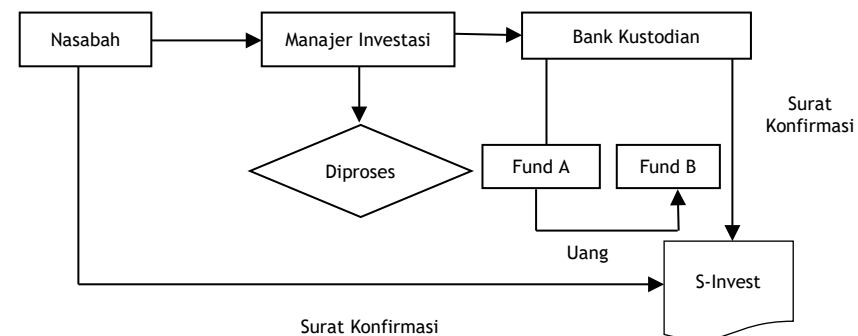 Nasabah
Manajer Investasi
Bank Kustodian
Surat
Konfirmasi
Diproses
Fund A
Fund B
Uang
S-Invest
Surat Konfirmasi